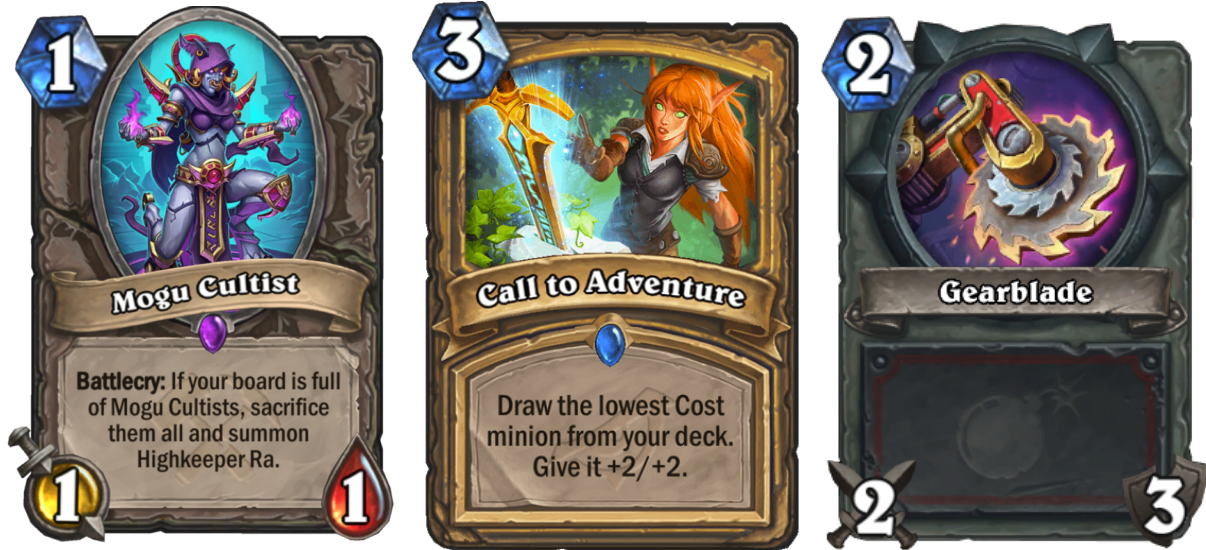 1
Mogu Cultist
Battlecry: If your board is full
of Mogu Cultists, sacrifice
them all and summon
Highkeeper Ra.
1
1
3
Call to Adventure
Draw the lowest Cost
minion from your deck.
Give it +2/+2.
2
Gearblade
2
3